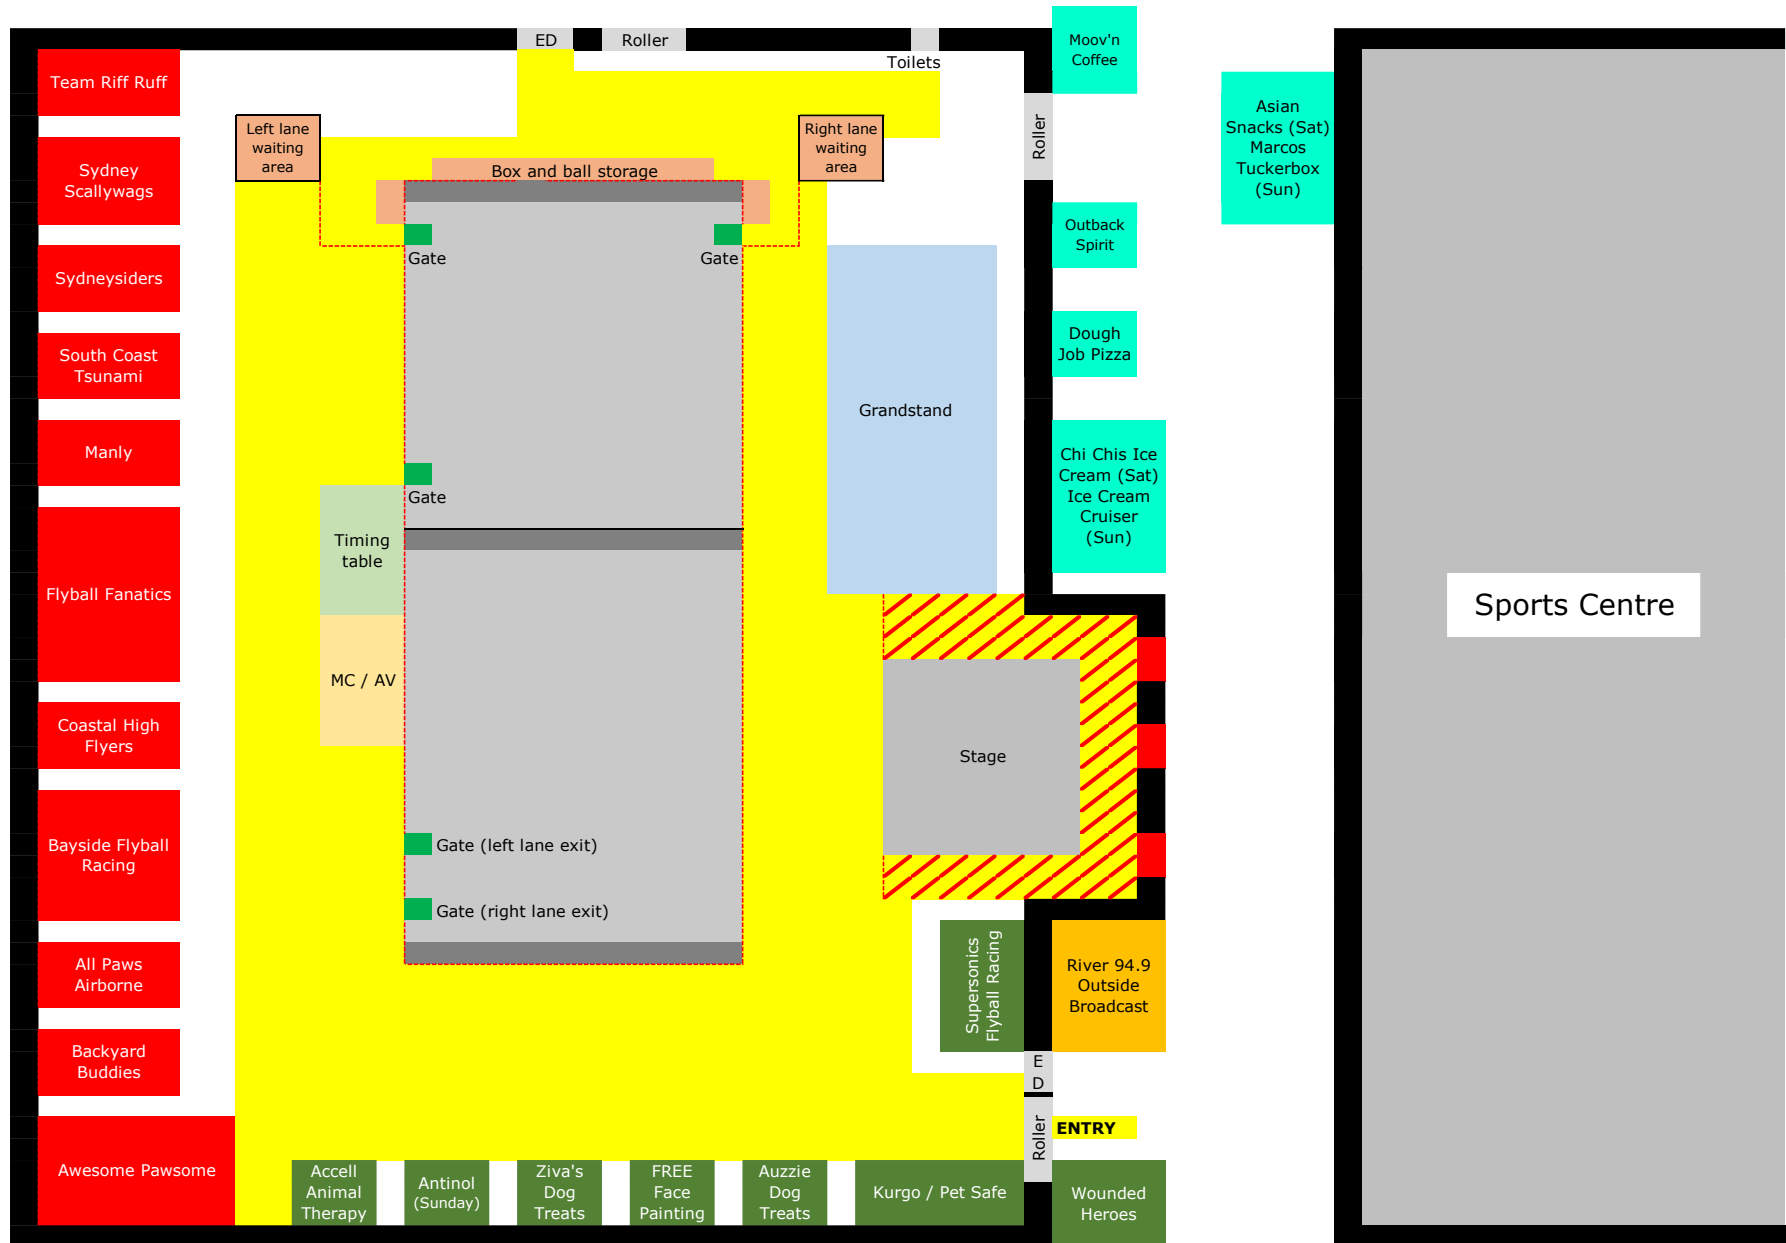 ED
Roller
Toilets
Moov'n
Coffee
Team Riff Ruff
Asian
Snacks (Sat)
Marcos
Tuckerbox
(Sun)
Left lane
waiting
area
Right lane
waiting
area
Roller
Box and ball storage
Sydney
Scallywags
Outback
Spirit
Gate
Gate
Sydneysiders
Dough
Job Pizza
South Coast
Tsunami
Grandstand
Manly
Chi Chis Ice
Cream (Sat)
Ice Cream
Cruiser
(Sun)
Gate
Timing
table
Flyball Fanatics
Sports Centre
MC / AV
Coastal High
Flyers
Stage
Bayside Flyball
Racing
Gate (left lane exit)
Gate (right lane exit)
All Paws
Airborne
Supersonics
Flyball Racing
River 94.9
Outside
Broadcast
Backyard
Buddies
E
D
Roller
ENTRY
Awesome Pawsome
Accell
Animal
Therapy
Antinol
(Sunday)
Ziva's
Dog
Treats
FREE
Face
Painting
Auzzie
Dog
Treats
Kurgo / Pet Safe
Wounded
Heroes